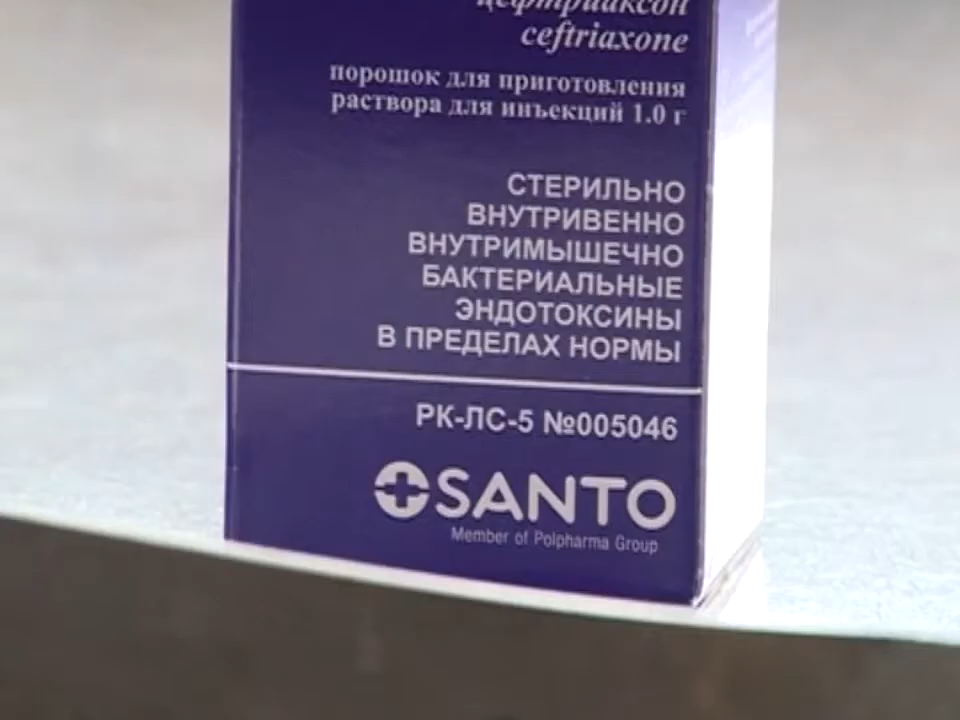 цефтриаксон
ceftriaxone
порошок для приготовления
раствора для инъекций 1.0 г
СТЕРИЛЬНО
ВНУТРИВЕННО
ВНУТРИМЫШЕЧНО
БАКТЕРИАЛЬНЫЕ
ЭНДОТОКСИНЫ
В ПРЕДЕЛАХ НОРМЫ
РК-ЛС-5 №005046
SANTO
Member of Polpharma Group